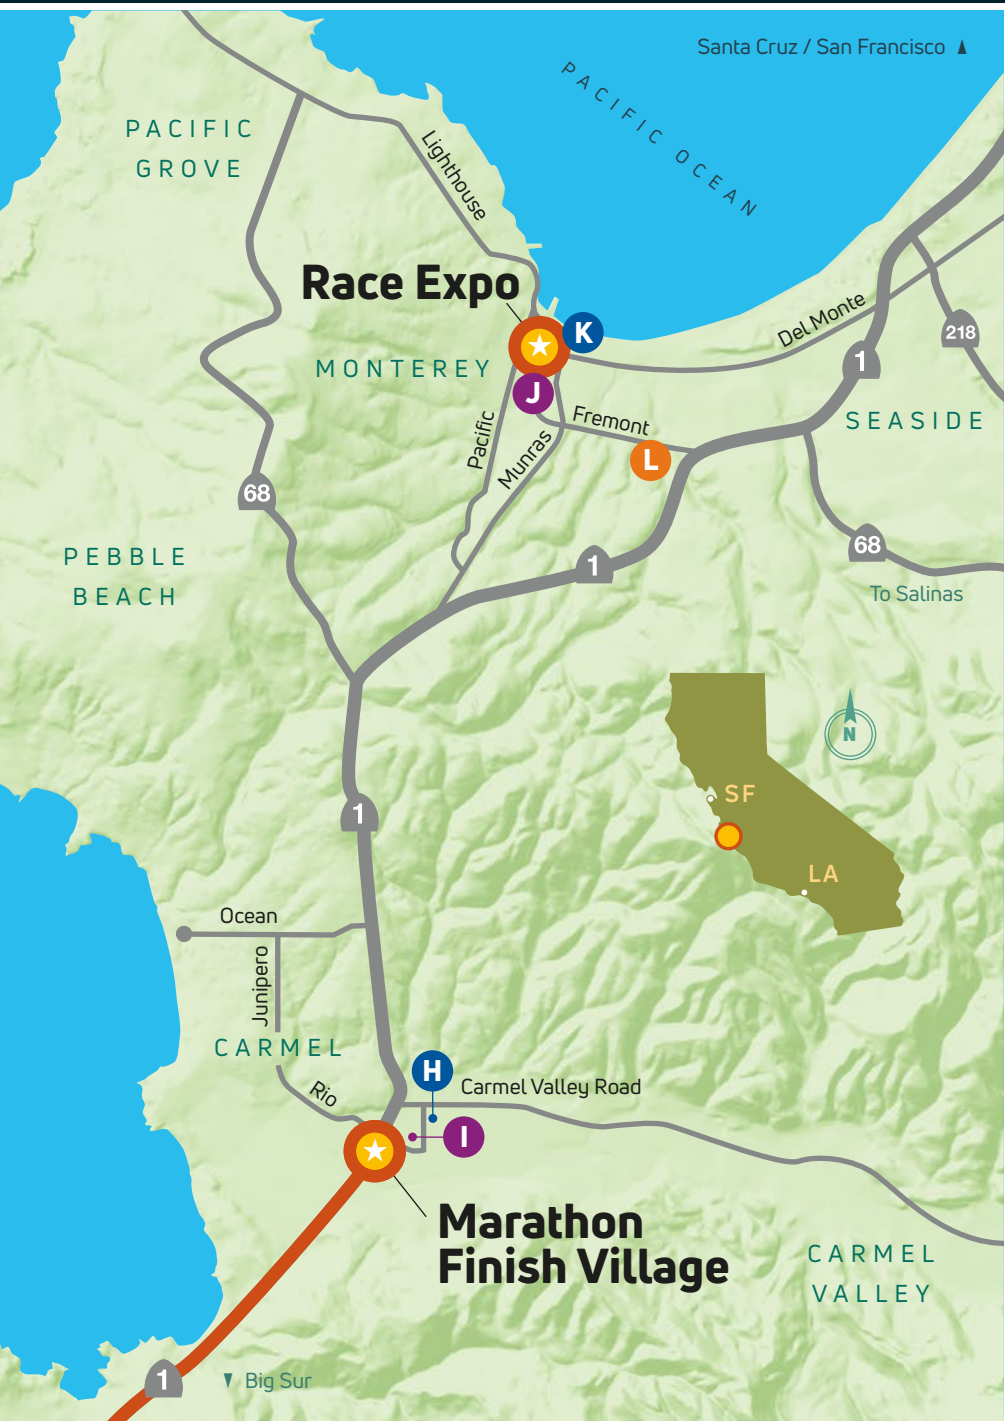 Santa Cruz / San Francisco
PACIFIC OCEAN
PACIFIC
GROVE
Lighthouse
Race Expo
K
Del Monte
218
1
MONTEREY
J
Fremont
SEASIDE
Pacific
Munras
L
68
68
PEBBLE
BEACH
1
To Salinas
N
SF
1
LA
Ocean
Junipero
CARMEL
H
Rio
Carmel Valley Road
I
Marathon
Finish Village
CARMEL
VALLEY
1
Big Sur